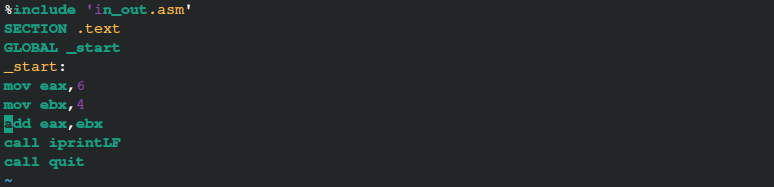 %include 'in_out.asm'
SECTION .text
GLOBAL _start
_start:
mov eax,6
mov ebx,4
add eax,ebx
call iprintLF
call quit
~